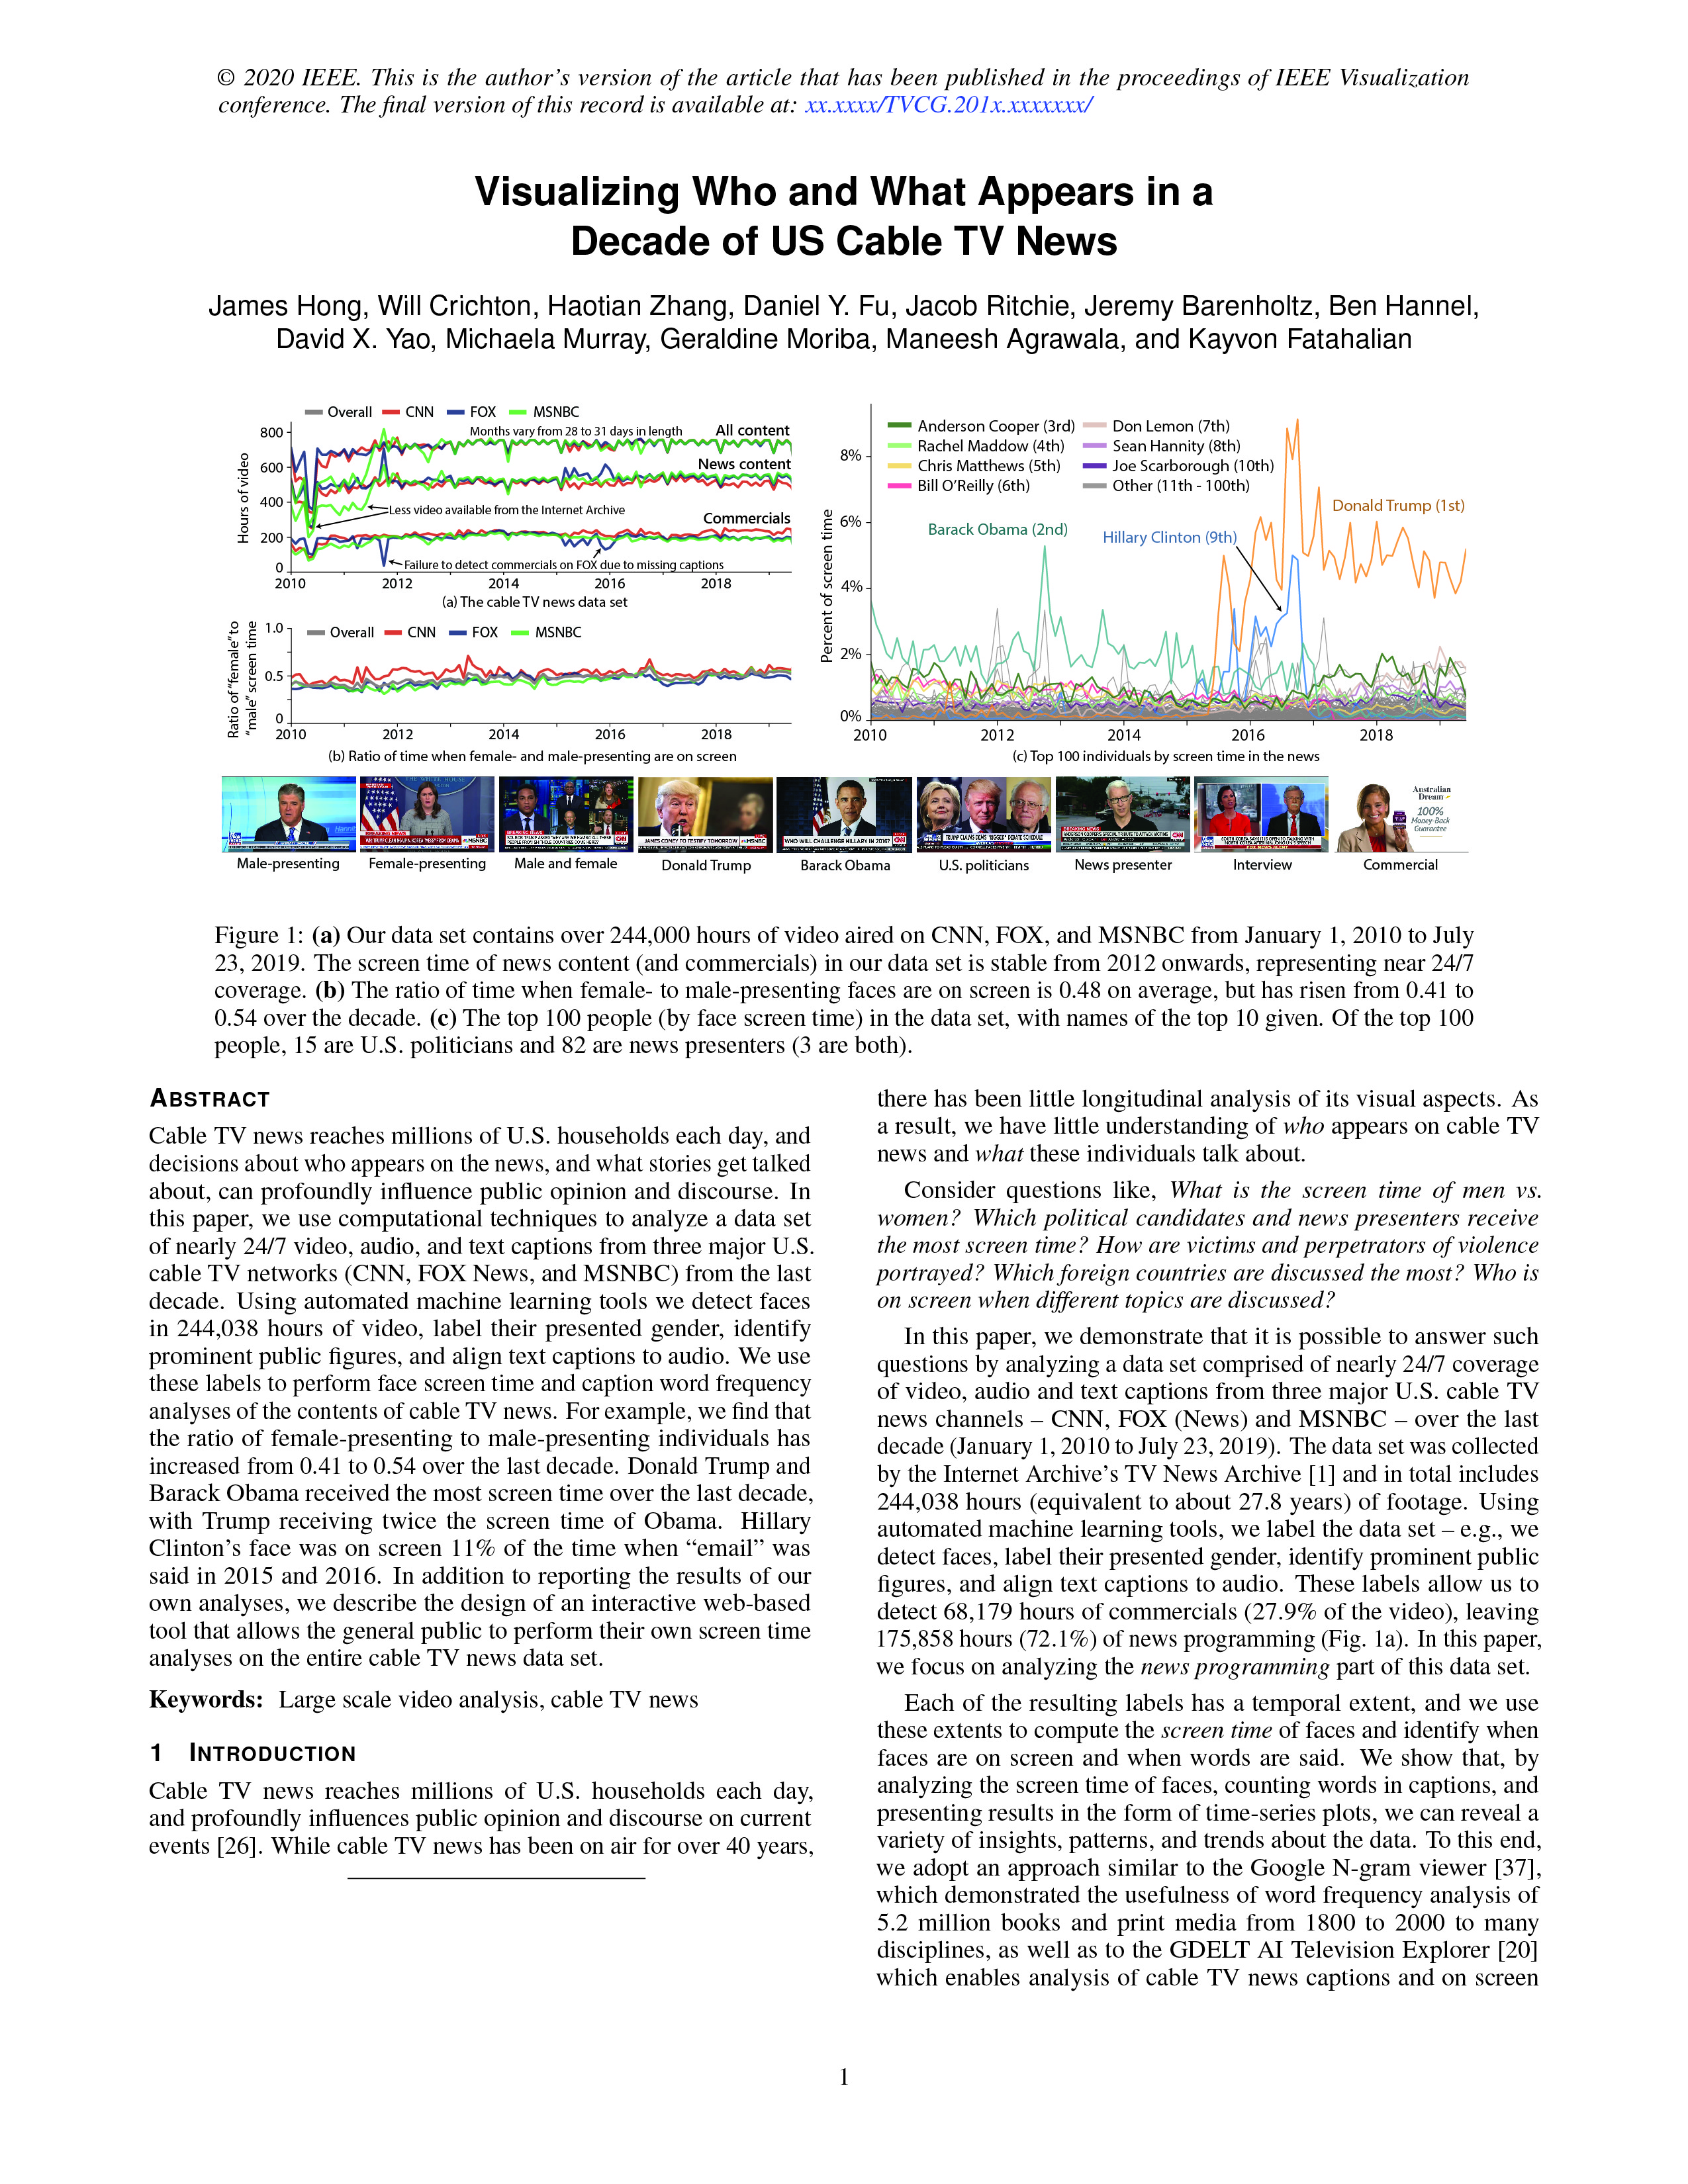 © 2020 IEEE. This is the author's version of the article that has been published in the proceedings of IEEE Visualization
conference. The final version of this record is available at: xx.xxxx/TVCG.201x.xxxxxxx/
Visualizing Who and What Appears in a
Decade of US Cable TV News
James Hong, Will Crichton, Haotian Zhang, Daniel Y. Fu, Jacob Ritchie, Jeremy Barenholtz, Ben Hannel,
David X. Yao, Michaela Murray, Geraldine Moriba, Maneesh Agrawala, and Kayvon Fatahalian
Overall CNN FOX MSNBC
Months vary from 28 to 31 days in length
All content
News content
Less video available from the Internet Archive
Commercials
Failure to detect commercials on FOX due to missing captions
Hours of video
800
600
400
200
0
2010 2012 2014 2016 2018
(a) The cable TV news data set
Overall CNN FOX MSNBC
Ratio of "female" to
"male" screen time
1.0
0.5
0
2010 2012 2014 2016 2018
(b) Ratio of time when female- and male-presenting are on screen
Anderson Cooper (3rd) Don Lemon (7th)
Rachel Maddow (4th) Sean Hannity (8th)
Chris Matthews (5th) Joe Scarborough (10th)
Bill O'Reilly (6th) Other (11th - 100th)
Donald Trump (1st)
Barack Obama (2nd)
Hillary Clinton (9th)
Percent of screen time
8%
6%
4%
2%
0%
2010 2012 2014 2016 2018
(c) Top 100 individuals by screen time in the news
BREAKING NEWS
JAMES COMEY TO TESTIFY TOMORROW MSNBC
WHO WILL CHALLENGE HILLARY IN 2016?
TRUMP CLAIMS DEMS "RIGGED" DEBATE SCHEDULE
CNN
Australian
Dream
100%
Money-Back
Guarantee
Male-presenting Female-presenting Male and female Donald Trump Barack Obama U.S. politicians News presenter Interview Commercial
Figure 1: (a) Our data set contains over 244,000 hours of video aired on CNN, FOX, and MSNBC from January 1, 2010 to July
23, 2019. The screen time of news content (and commercials) in our data set is stable from 2012 onwards, representing near 24/7
coverage. (b) The ratio of time when female- to male-presenting faces are on screen is 0.48 on average, but has risen from 0.41 to
0.54 over the decade. (c) The top 100 people (by face screen time) in the data set, with names of the top 10 given. Of the top 100
people, 15 are U.S. politicians and 82 are news presenters (3 are both).
ABSTRACT
Cable TV news reaches millions of U.S. households each day, and
decisions about who appears on the news, and what stories get talked
about, can profoundly influence public opinion and discourse. In
this paper, we use computational techniques to analyze a data set
of nearly 24/7 video, audio, and text captions from three major U.S.
cable TV networks (CNN, FOX News, and MSNBC) from the last
decade. Using automated machine learning tools we detect faces
in 244,038 hours of video, label their presented gender, identify
prominent public figures, and align text captions to audio. We use
these labels to perform face screen time and caption word frequency
analyses of the contents of cable TV news. For example, we find that
the ratio of female-presenting to male-presenting individuals has
increased from 0.41 to 0.54 over the last decade. Donald Trump and
Barack Obama received the most screen time over the last decade,
with Trump receiving twice the screen time of Obama. Hillary
Clinton's face was on screen 11% of the time when "email" was
said in 2015 and 2016. In addition to reporting the results of our
own analyses, we describe the design of an interactive web-based
tool that allows the general public to perform their own screen time
analyses on the entire cable TV news data set.
Keywords: Large scale video analysis, cable TV news
1 INTRODUCTION
Cable TV news reaches millions of U.S. households each day,
and profoundly influences public opinion and discourse on current
events [26]. While cable TV news has been on air for over 40 years,
there has been little longitudinal analysis of its visual aspects. As
a result, we have little understanding of who appears on cable TV
news and what these individuals talk about.
Consider questions like, What is the screen time of men vs.
women? Which political candidates and news presenters receive
the most screen time? How are victims and perpetrators of violence
portrayed? Which foreign countries are discussed the most? Who is
on screen when different topics are discussed?
In this paper, we demonstrate that it is possible to answer such
questions by analyzing a data set comprised of nearly 24/7 coverage
of video, audio and text captions from three major U.S. cable TV
news channels – CNN, FOX (News) and MSNBC – over the last
decade (January 1, 2010 to July 23, 2019). The data set was collected
by the Internet Archive's TV News Archive [1] and in total includes
244,038 hours (equivalent to about 27.8 years) of footage. Using
automated machine learning tools, we label the data set – e.g., we
detect faces, label their presented gender, identify prominent public
figures, and align text captions to audio. These labels allow us to
detect 68,179 hours of commercials (27.9% of the video), leaving
175,858 hours (72.1%) of news programming (Fig. 1a). In this paper,
we focus on analyzing the news programming part of this data set.
Each of the resulting labels has a temporal extent, and we use
these extents to compute the screen time of faces and identify when
faces are on screen and when words are said. We show that, by
analyzing the screen time of faces, counting words in captions, and
presenting results in the form of time-series plots, we can reveal a
variety of insights, patterns, and trends about the data. To this end,
we adopt an approach similar to the Google N-gram viewer [37],
which demonstrated the usefulness of word frequency analysis of
5.2 million books and print media from 1800 to 2000 to many
disciplines, as well as to the GDELT AI Television Explorer [20]
which enables analysis of cable TV news captions and on screen
1